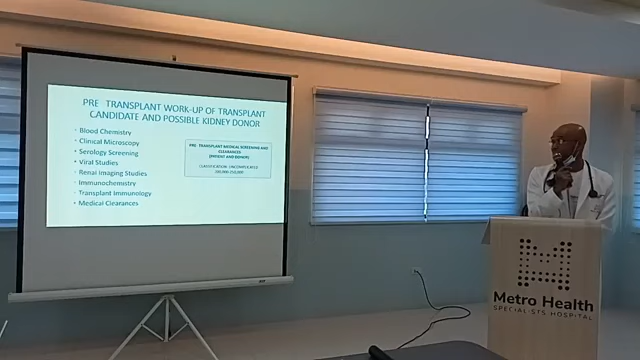 PRE TRANSPLANT WORK-UP OF TRANSPLANT
CANDIDATE AND POSSIBLE KIDNEY DONOR
Blood Chemistry
Clinical Microscopy
Serology Screening
Viral Studies
Renal Imaging Studies
Immunochemistry
Transplant Immunology
Medical Clearances
PRE TRANSPLANT MEDICAL SCREENING AND
CLEARANCES
(PATIENT AND DONOR)
CLASSIFICATION: UNCOMPLICATED
Metro Health
SPECIALISTS HOSPITAL